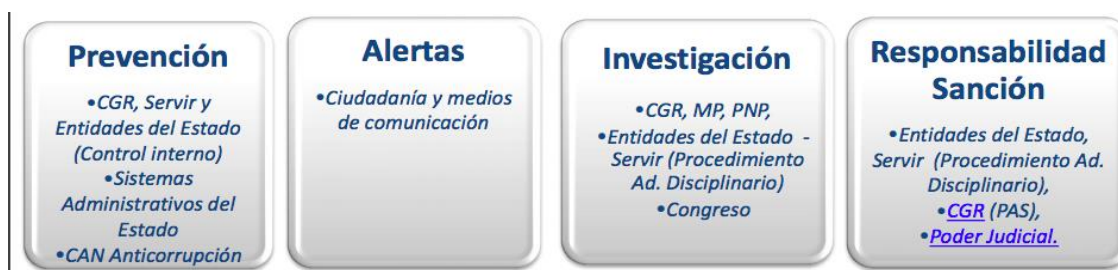 Prevención
•CGR, Servir y
Entidades del Estado
(Control interno)
•Sistemas
Administrativos del
Estado
•CAN Anticorrupción
Alertas
•Ciudadanía y medios
de comunicación
Investigación
•CGR, MP, PNP,
•Entidades del Estado -
Servir (Procedimiento
Ad. Disciplinario)
•Congreso
Responsabilidad
Sanción
•Entidades del Estado,
Servir (Procedimiento Ad.
Disciplinario),
•CGR (PAS),
•Poder Judicial.